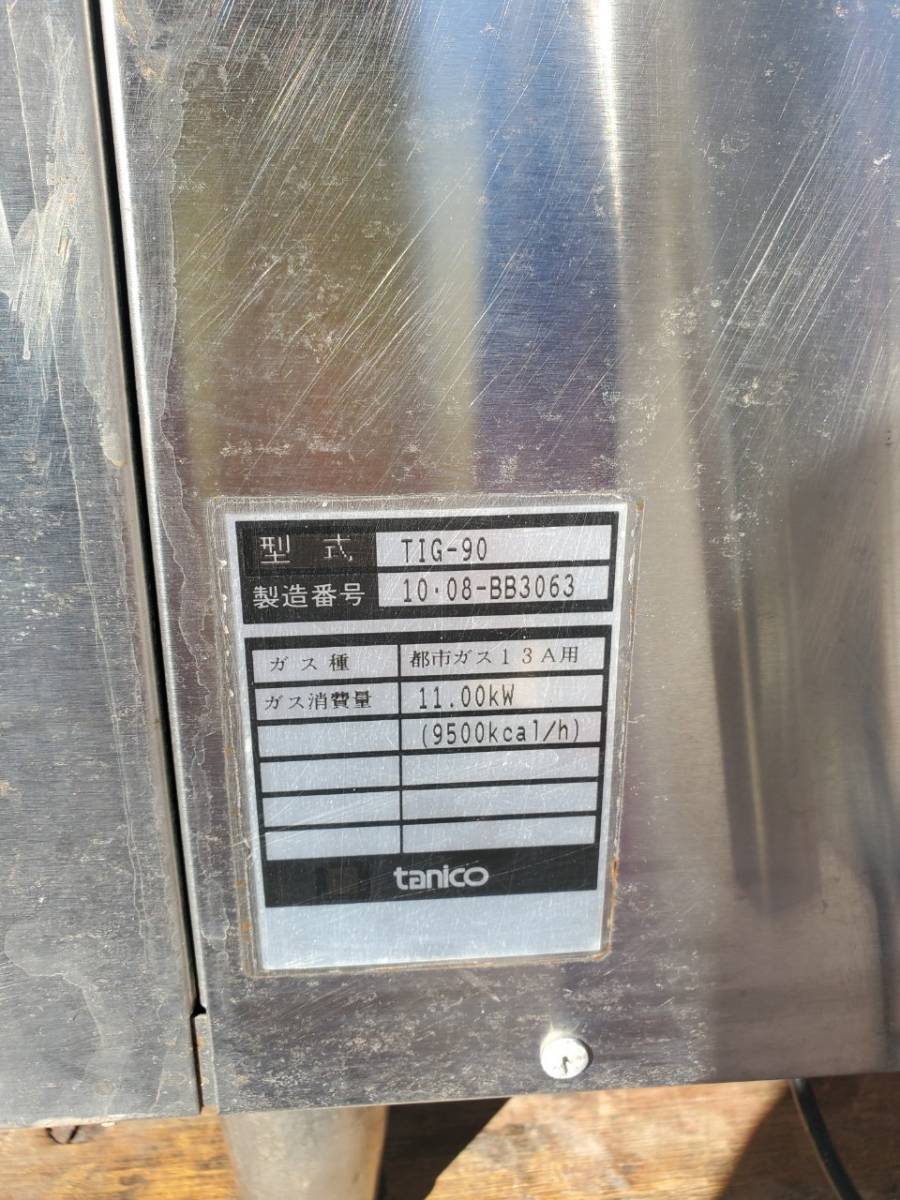 型式 TIG-90
製造番号 10・08-BB3063
ガス種 都市ガス13A用
ガス消費量 11.00kW
(9500kcal/h)
tanico